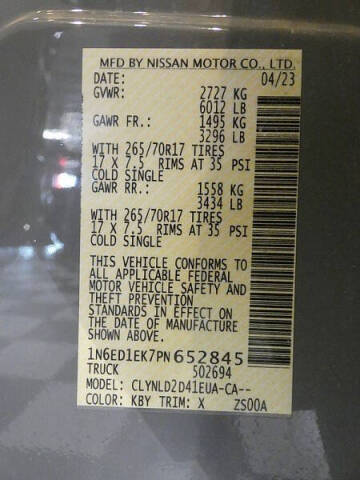 MFD BY NISSAN MOTOR CO., LTD.
DATE: 04/23
GVWR: 2727 KG
6012 LB
GAWR FR.: 1495 KG
3296 LB
WITH 265/70R17 TIRES
17 X 7.5 RIMS AT 35 PSI
COLD SINGLE
GAWR RR.: 1558 KG
3434 LB
WITH 265/70R17 TIRES
17 X 7.5 RIMS AT 35 PSI
COLD SINGLE
THIS VEHICLE CONFORMS TO
ALL APPLICABLE FEDERAL
MOTOR VEHICLE SAFETY AND
THEFT PREVENTION
STANDARDS IN EFFECT ON
THE DATE OF MANUFACTURE
SHOWN ABOVE.
1N6ED1EK7PN652845
TRUCK 502694
MODEL: CLYNLD2D41EUA-CA--
COLOR: KBY TRIM: X ZS00A